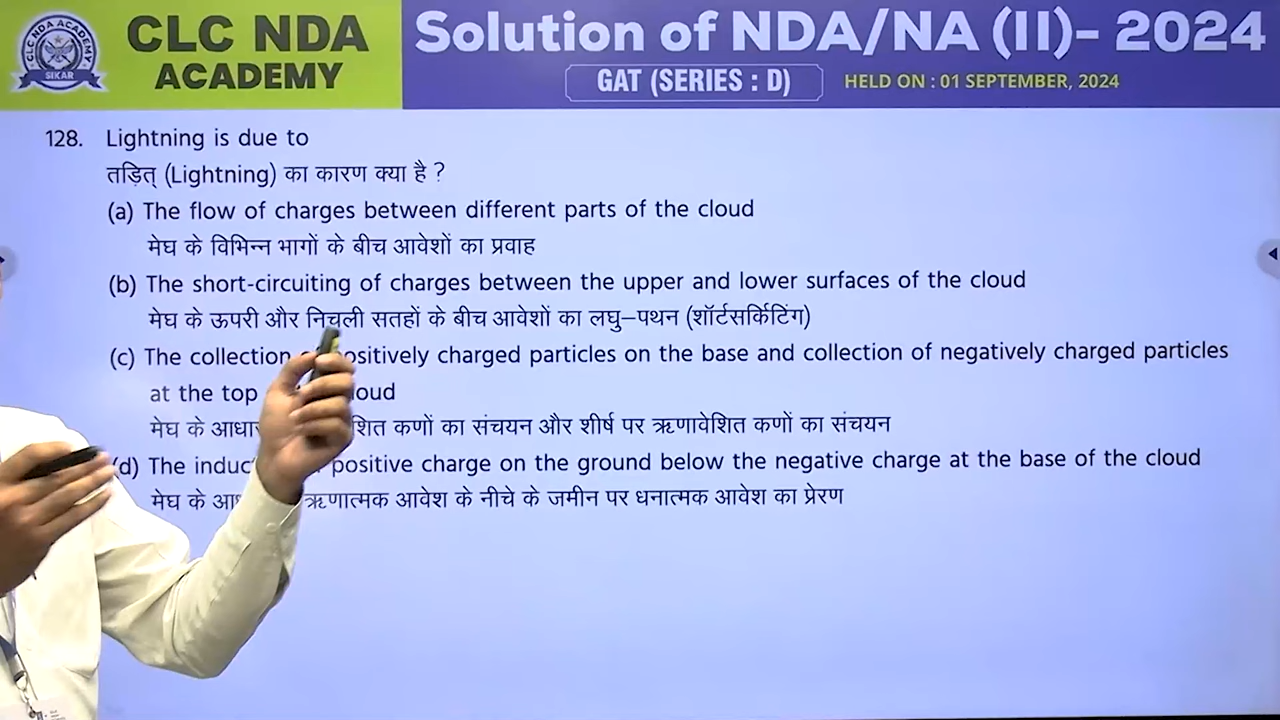 CLC NDA ACADEMY
SIKAR
CLC NDA
ACADEMY
Solution of NDA/NA (II)- 2024
GAT (SERIES : D)
HELD ON : 01 SEPTEMBER, 2024
128. Lightning is due to
तड़ित् (Lightning) का कारण क्या है ?
(a) The flow of charges between different parts of the cloud
मेघ के विभिन्न भागों के बीच आवेशों का प्रवाह
(b) The short-circuiting of charges between the upper and lower surfaces of the cloud
मेघ के ऊपरी और निचली सतहों के बीच आवेशों का लघु–पथन (शॉर्टसर्किटिंग)
(c) The collection positively charged particles on the base and collection of negatively charged particles
at the top
मेघ के कणों का संचयन और शीर्ष पर ऋणावेशित कणों का संचयन
(d) The positive charge on the ground below the negative charge at the base of the cloud
मेघ के ऋणात्मक आवेश के नीचे के जमीन पर धनात्मक आवेश का प्रेरण